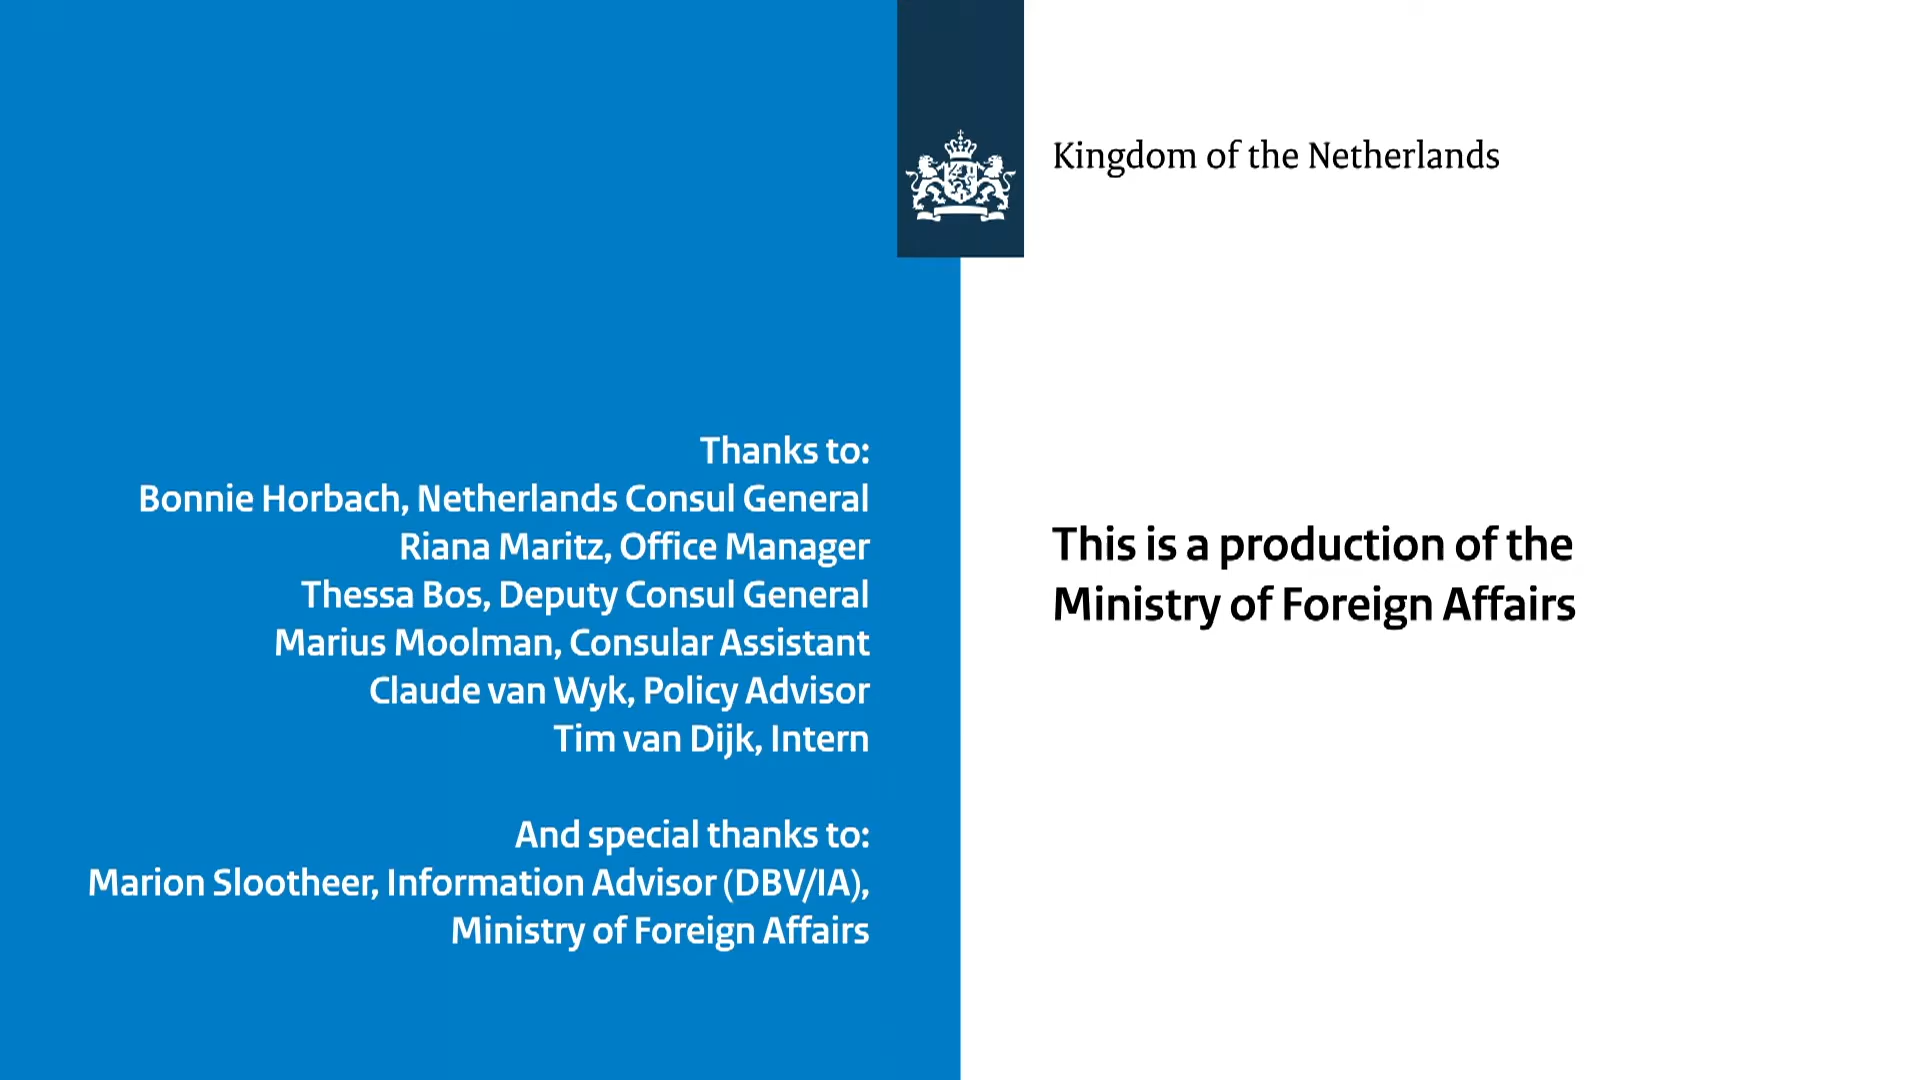 Kingdom of the Netherlands
Thanks to:
Bonnie Horbach, Netherlands Consul General
Riana Maritz, Office Manager
Thessa Bos, Deputy Consul General
Marius Moolman, Consular Assistant
Claude van Wyk, Policy Advisor
Tim van Dijk, Intern
And special thanks to:
Marion Slootheer, Information Advisor (DBV/IA),
Ministry of Foreign Affairs
This is a production of the
Ministry of Foreign Affairs